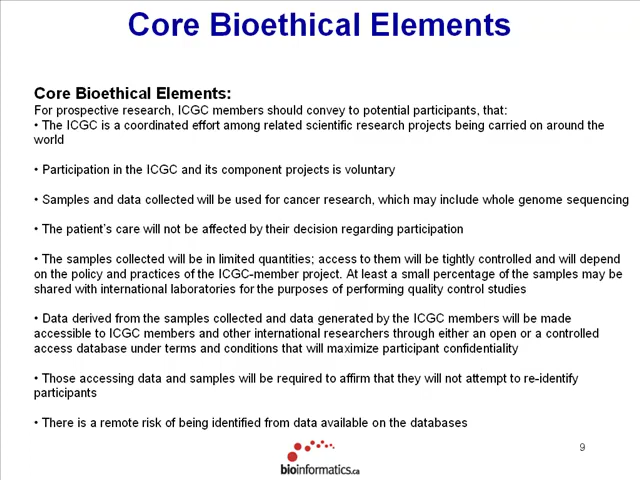 Core Bioethical Elements
Core Bioethical Elements:
For prospective research, ICGC members should convey to potential participants, that:
• The ICGC is a coordinated effort among related scientific research projects being carried on around the
world
• Participation in the ICGC and its component projects is voluntary
• Samples and data collected will be used for cancer research, which may include whole genome sequencing
• The patient's care will not be affected by their decision regarding participation
• The samples collected will be in limited quantities; access to them will be tightly controlled and will depend
on the policy and practices of the ICGC-member project. At least a small percentage of the samples may be
shared with international laboratories for the purposes of performing quality control studies
• Data derived from the samples collected and data generated by the ICGC members will be made
accessible to ICGC members and other international researchers through either an open or a controlled
access database under terms and conditions that will maximize participant confidentiality
• Those accessing data and samples will be required to affirm that they will not attempt to re-identify
participants
• There is a remote risk of being identified from data available on the databases
9
bioinformatics.ca